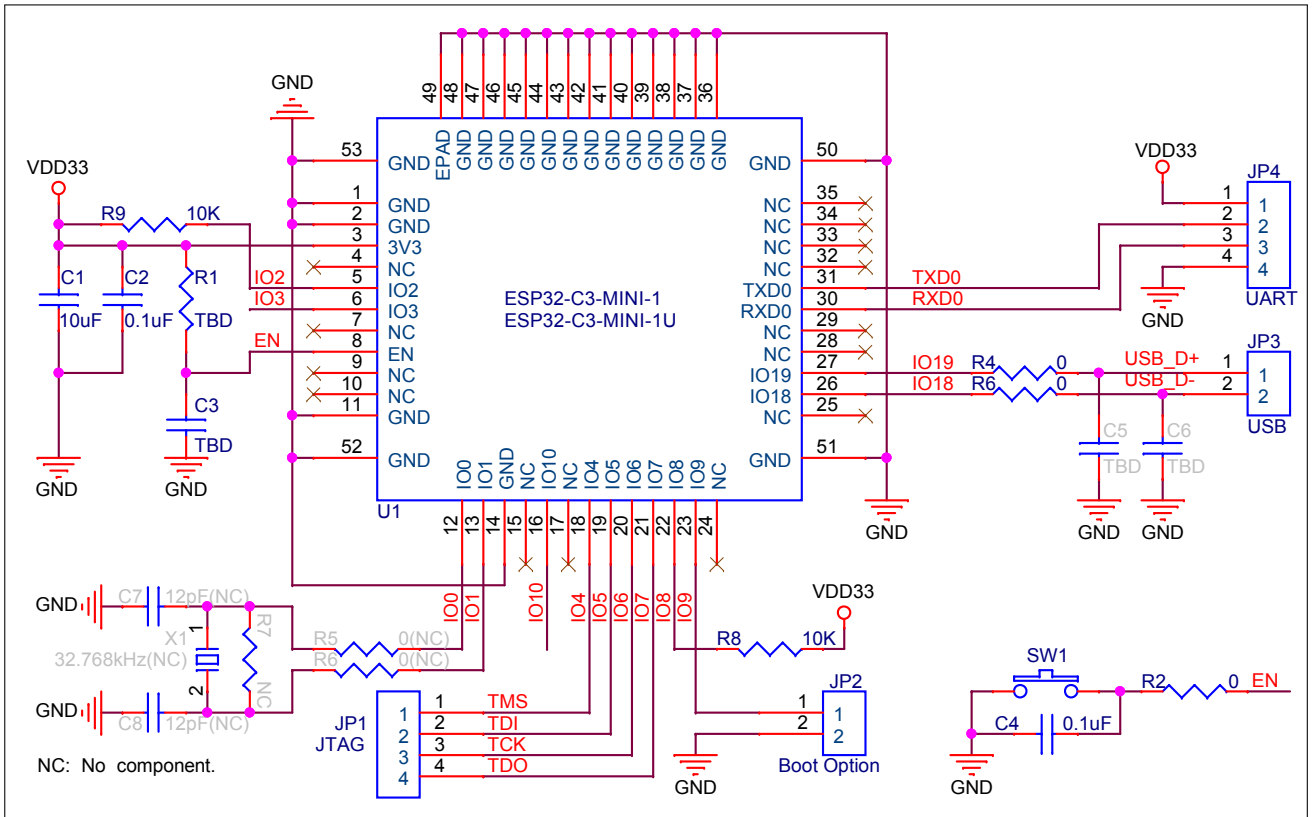 GND
49
48
47
46
45
44
43
42
41
40
39
38
37
36
EPAD
GND
GND
GND
GND
GND
GND
GND
GND
GND
GND
GND
GND
GND
53 GND
1 GND
2 GND
3 3V3
4 NC
5 IO2
6 IO3
7 NC
8 EN
9 NC
10 NC
11 GND
52 GND
VDD33
R9 10K
C1
10uF
C2
0.1uF
R1
TBD
IO2
IO3
EN
C3
TBD
GND
GND
ESP32-C3-MINI-1
ESP32-C3-MINI-1U
U1
GND 50
NC 35
NC 34
NC 33
NC 32
TXD0 31
RXD0 30
NC 29
NC 28
IO19 27
IO18 26
NC 25
GND 51
GND
VDD33
JP4
1 1
2 2
3 3
4 4
UART
TXD0
RXD0
GND
JP3
IO19 R4 0 USB_D+ 1 1
IO18 R6 0 USB_D- 2 2
USB
C5
TBD
C6
TBD
GND
GND
IO0
IO1
GND
NC
IO10
NC
IO4
IO5
IO6
IO7
IO8
IO9
NC
12
13
14
15
16
17
18
19
20
21
22
23
24
IO0
IO1
IO10
IO4
IO5
IO6
IO7
IO8
IO9
GND C7 12pF(NC)
1
X1
32.768kHz(NC)
2
R7
NC
GND C8 12pF(NC)
R5 0(NC)
R6 0(NC)
NC: No component.
JP1
JTAG
1 1 TMS
2 2 TDI
3 3 TCK
4 4 TDO
VDD33
R8 10K
JP2
1 1
2 2
Boot Option
GND
SW1
R2 0 EN
C4 0.1uF
GND